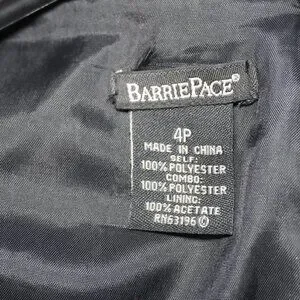 BARRIEPACE®
4P
MADE IN CHINA
SELF:
100% POLYESTER
COMBO:
100% POLYESTER
LINING:
100% ACETATE
RN63196